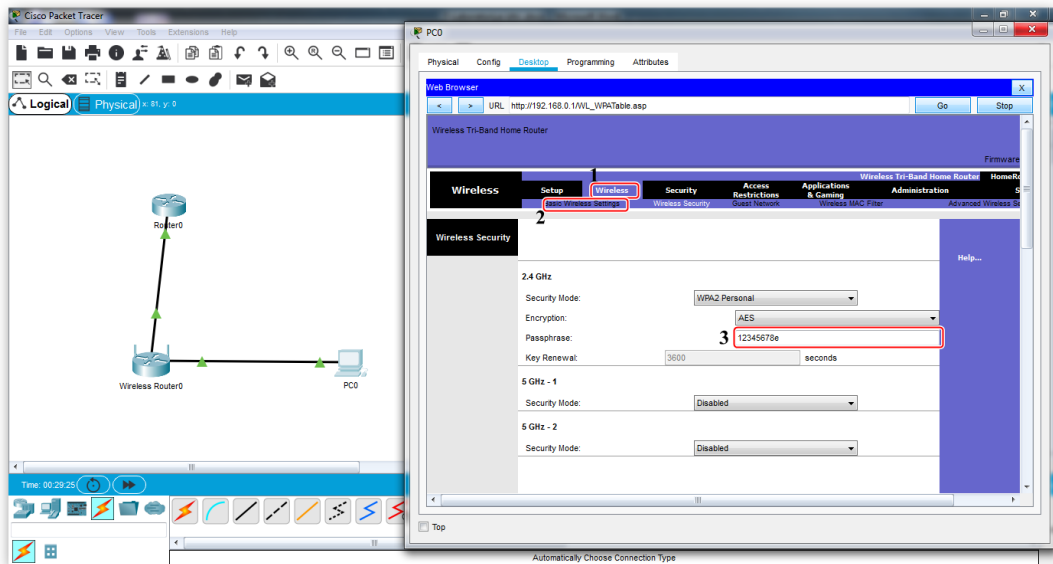 Cisco Packet Tracer
File Edit Options View Tools Extensions Help
Logical Physical x: 81, y: 0
Router0
Wireless Router0
PC0
Time: 00:29:25
Automatically Choose Connection Type
PC0
Physical Config Desktop Programming Attributes
Web Browser X
< > URL http://192.168.0.1/WL_WPATable.asp Go Stop
Wireless Tri-Band Home Router
Firmware
Wireless Tri-Band Home Router HomeRo
1
Wireless Setup Wireless Security Access Restrictions Applications & Gaming Administration S
2
Basic Wireless Settings Wireless Security Guest Network Wireless MAC Filter Advanced Wireless Se
Wireless Security
Help...
2.4 GHz
Security Mode: WPA2 Personal
Encryption: AES
Passphrase: 3 12345678e
Key Renewal: 3600 seconds
5 GHz - 1
Security Mode: Disabled
5 GHz - 2
Security Mode: Disabled
Top